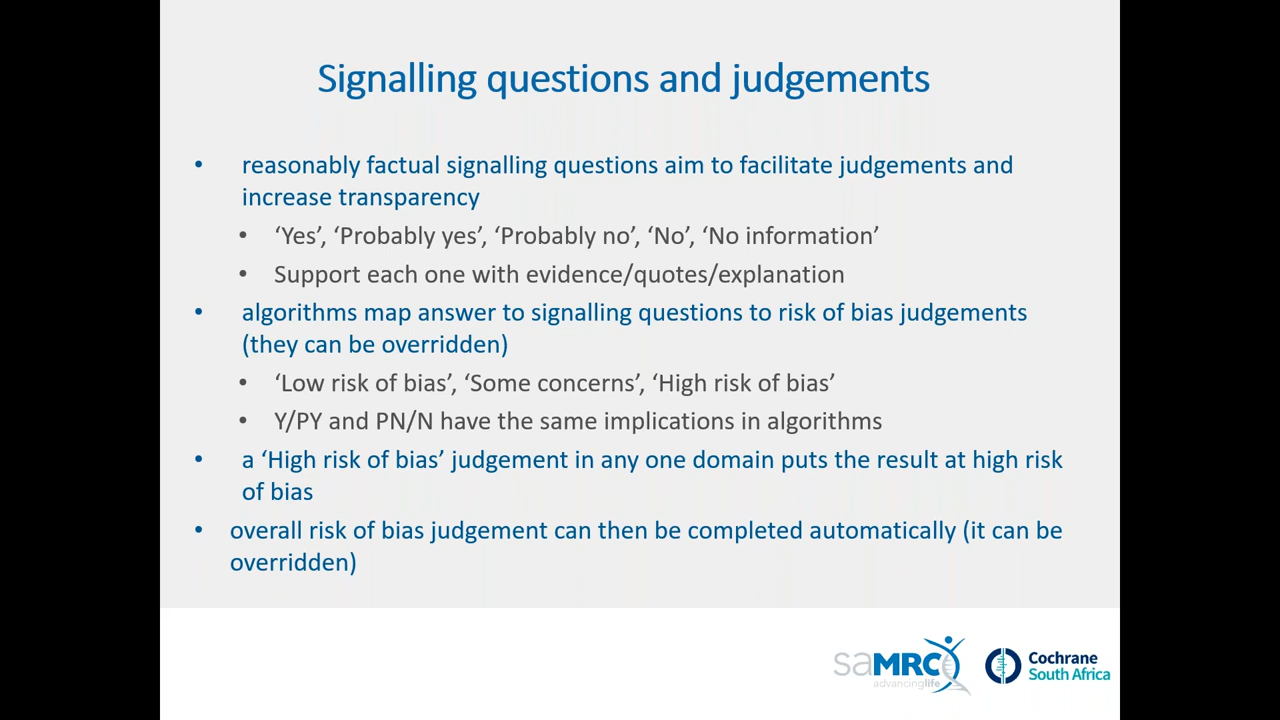 Signalling questions and judgements
• reasonably factual signalling questions aim to facilitate judgements and
increase transparency
• ‘Yes’, ‘Probably yes’, ‘Probably no’, ‘No’, ‘No information’
• Support each one with evidence/quotes/explanation
• algorithms map answer to signalling questions to risk of bias judgements
(they can be overridden)
• ‘Low risk of bias’, ‘Some concerns’, ‘High risk of bias’
• Y/PY and PN/N have the same implications in algorithms
• a ‘High risk of bias’ judgement in any one domain puts the result at high risk
of bias
• overall risk of bias judgement can then be completed automatically (it can be
overridden)
saMRC
advancinglife
Cochrane
South Africa